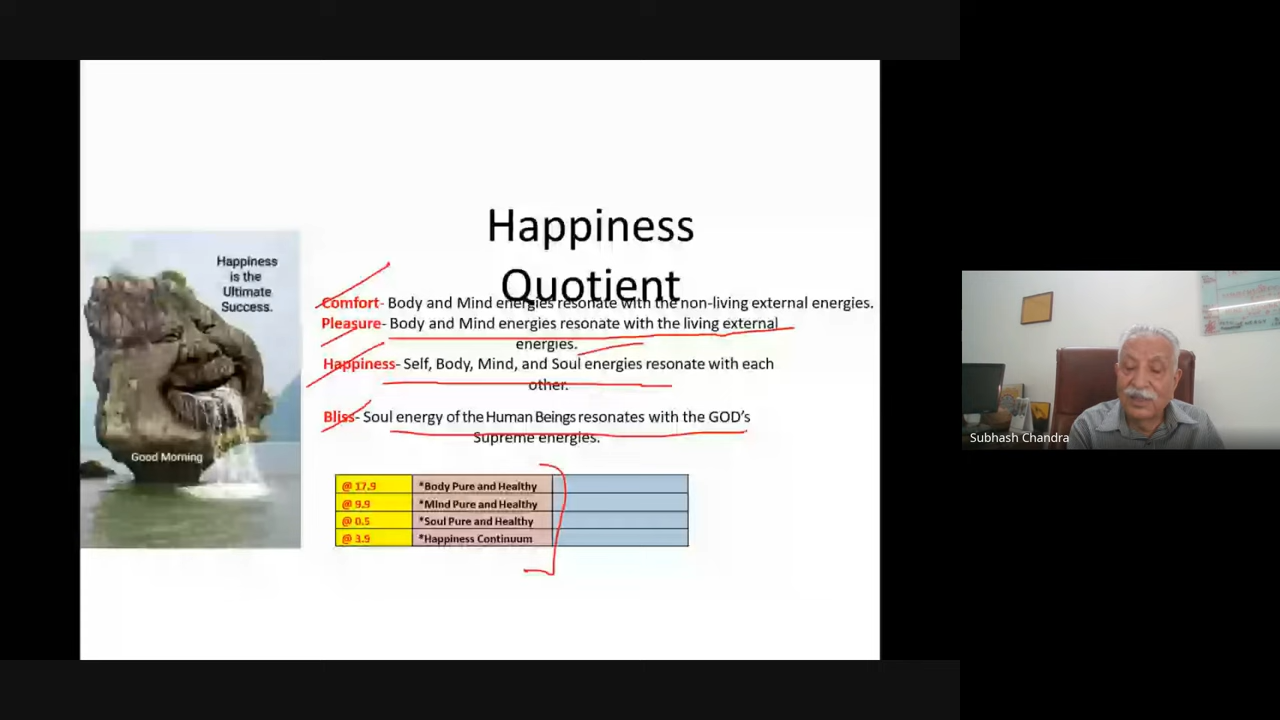 Happiness
Quotient
Happiness
is the
Ultimate
Success.
Good Morning
Comfort- Body and Mind energies resonate with the non-living external energies.
Pleasure- Body and Mind energies resonate with the living external
energies.
Happiness- Self, Body, Mind, and Soul energies resonate with each
other.
Bliss- Soul energy of the Human Beings resonates with the GOD's
Supreme energies.
@ 17.9 *Body Pure and Healthy
@ 9.9 *Mind Pure and Healthy
@ 0.5 *Soul Pure and Healthy
@ 3.9 *Happiness Continuum
Subhash Chandra